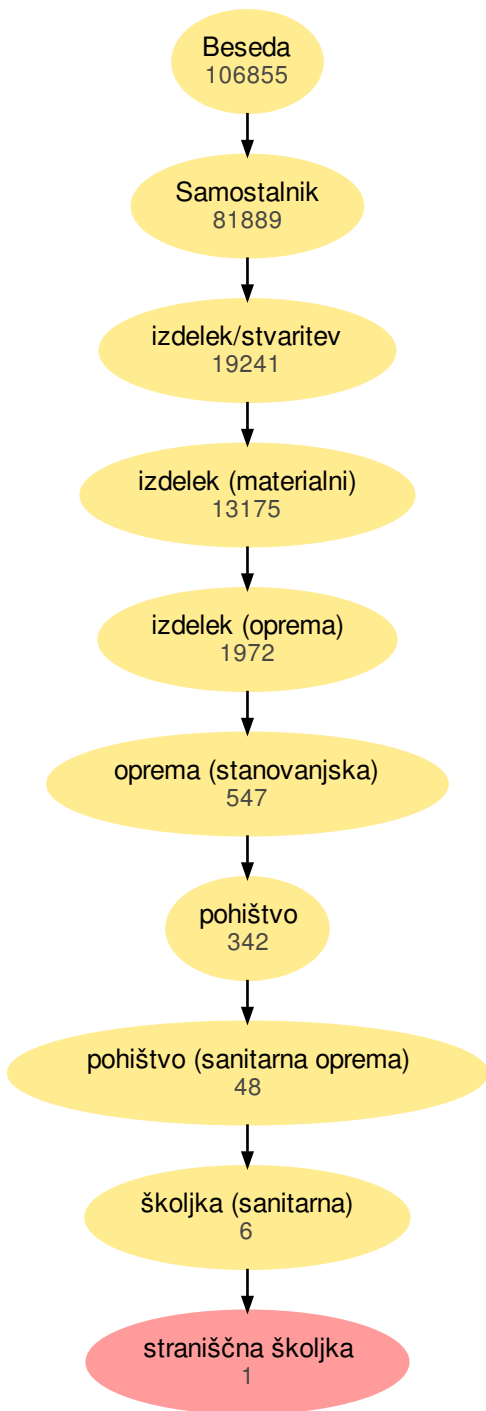 Beseda
106855
Samostalnik
81889
izdelek/stvaritev
19241
izdelek (materialni)
13175
izdelek (oprema)
1972
oprema (stanovanjska)
547
pohištvo
342
pohištvo (sanitarna oprema)
48
školjka (sanitarna)
6
straniščna školjka
1